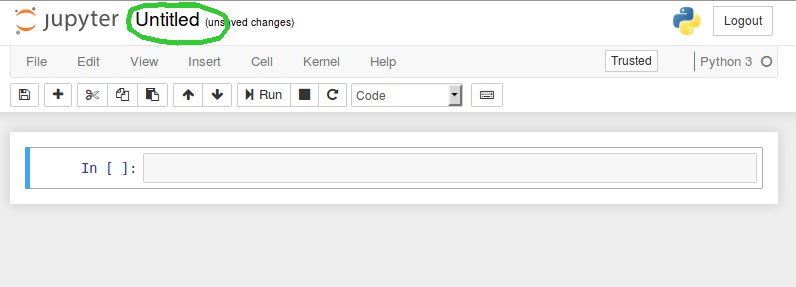 jupyter Untitled (unsaved changes) Logout
File Edit View Insert Cell Kernel Help Trusted Python 3
Run Code
In [ ]: